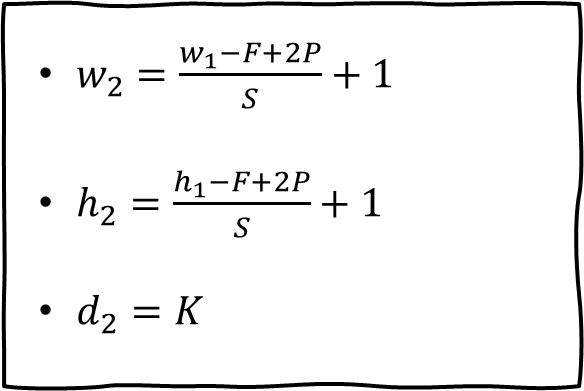 • w₂ = (w₁−F+2P)/S + 1
• h₂ = (h₁−F+2P)/S + 1
• d₂ = K